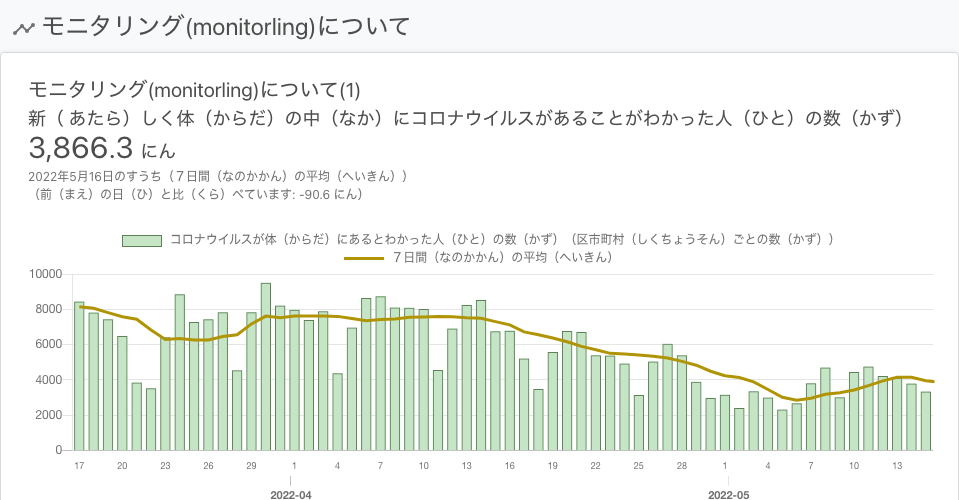 モニタリング(monitorling)について
モニタリング(monitorling)について(1)
新（ あたら）しく体（からだ）の中（なか）にコロナウイルスがあることがわかった人（ひと）の数（かず）
3,866.3 にん
2022年5月16日のすうち（７日間（なのかかん）の平均（へいきん））
（前（まえ）の日（ひ）と比（くら）べています: -90.6 にん）
コロナウイルスが体（からだ）にあるとわかった人（ひと）の数（かず）（区市町村（しくちょうそん）ごとの数（かず））
７日間（なのかかん）の平均（へいきん）
10000
8000
6000
4000
2000
0
17 20 23 26 29 1 4 7 10 13 16 19 22 25 28 1 4 7 10 13
2022-04 2022-05